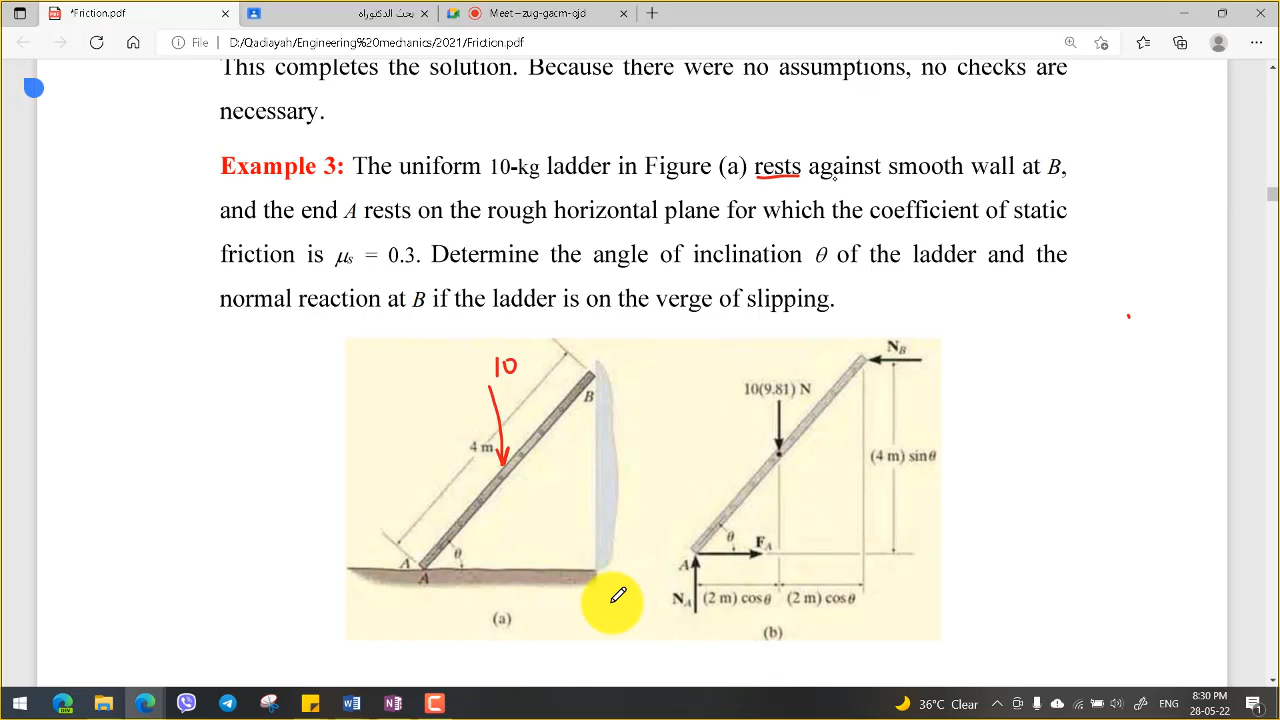 *Friction.pdf
بحث الدكتوراه
Meet – zug-gacm-qjd
File
D:/Qadiayah/Engineering%20mechanics/2021/Friction.pdf
This completes the solution. Because there were no assumptions, no checks are
necessary.
Example 3: The uniform 10-kg ladder in Figure (a) rests against smooth wall at B,
and the end A rests on the rough horizontal plane for which the coefficient of static
friction is μs = 0.3. Determine the angle of inclination θ of the ladder and the
normal reaction at B if the ladder is on the verge of slipping.
10
B
4 m
θ
A
A
(a)
NB
10(9.81) N
(4 m) sinθ
θ
FA
A
NA
(2 m) cosθ
(2 m) cosθ
(b)
36°C Clear
ENG
8:30 PM
28-05-22
1